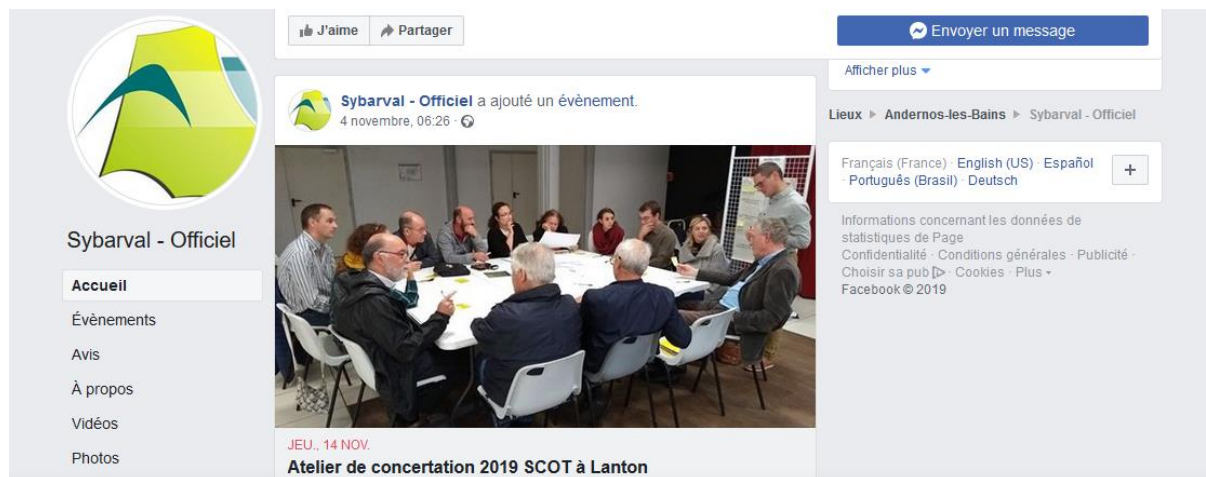 J'aime
Partager
Envoyer un message
Sybarval - Officiel
Accueil
Évènements
Avis
À propos
Vidéos
Photos
Sybarval - Officiel a ajouté un évènement.
4 novembre, 06:26 ·
JEU., 14 NOV.
Atelier de concertation 2019 SCOT à Lanton
Afficher plus
Lieux ▶ Andernos-les-Bains ▶ Sybarval - Officiel
Français (France) · English (US) · Español
· Português (Brasil) · Deutsch
Informations concernant les données de
statistiques de Page
Confidentialité · Conditions générales · Publicité ·
Choisir sa pub · Cookies · Plus
Facebook © 2019